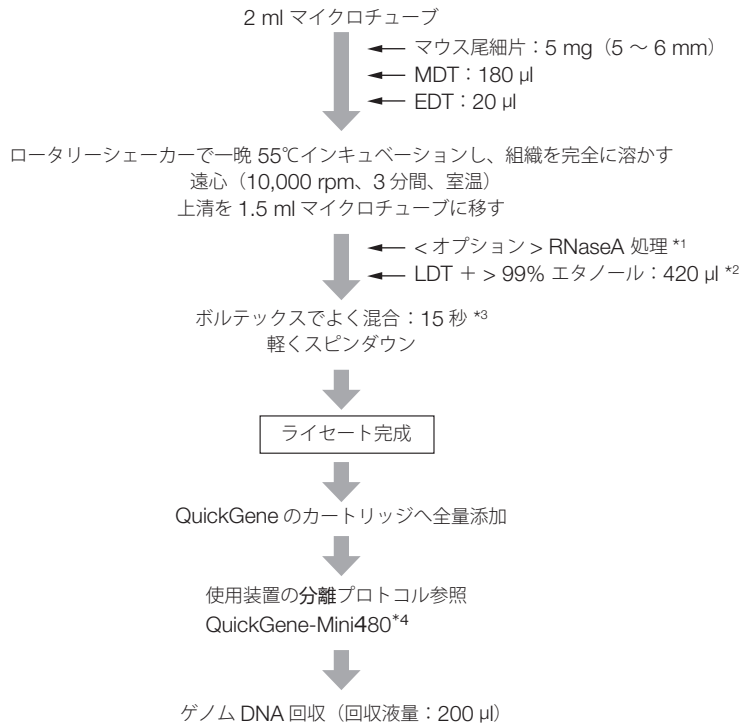 2 ml マイクロチューブ
マウス尾細片：5 mg（5 ～ 6 mm）
MDT：180 µl
EDT：20 µl
ロータリーシェーカーで一晩 55℃インキュベーションし、組織を完全に溶かす
遠心（10,000 rpm、3 分間、室温）
上清を 1.5 ml マイクロチューブに移す
< オプション > RNaseA 処理 *1
LDT ＋ > 99% エタノール：420 µl *2
ボルテックスでよく混合：15 秒 *3
軽くスピンダウン
ライセート完成
QuickGene のカートリッジへ全量添加
使用装置の分離プロトコル参照
QuickGene-Mini480*4
ゲノム DNA 回収（回収液量：200 µl）